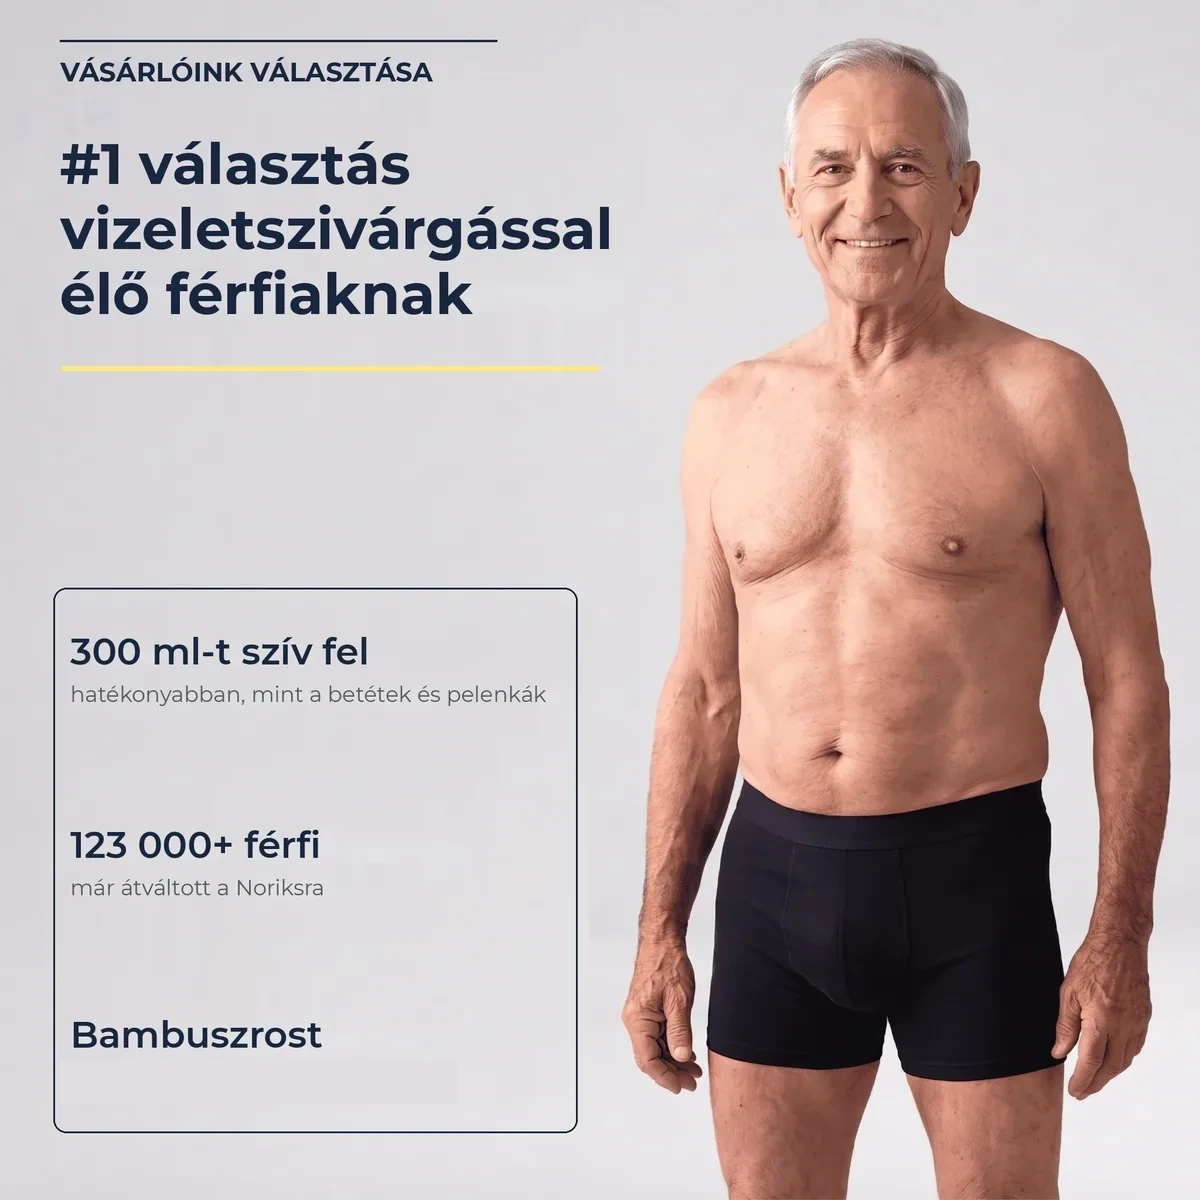 VÁSÁRLÓINK VÁLASZTÁSA
#1 választás
vizeletszivárgással
élő férfiaknak
300 ml-t szív fel
hatékonyabban, mint a betétek és pelenkák
123 000+ férfi
már átváltott a Noriksra
Bambuszrost